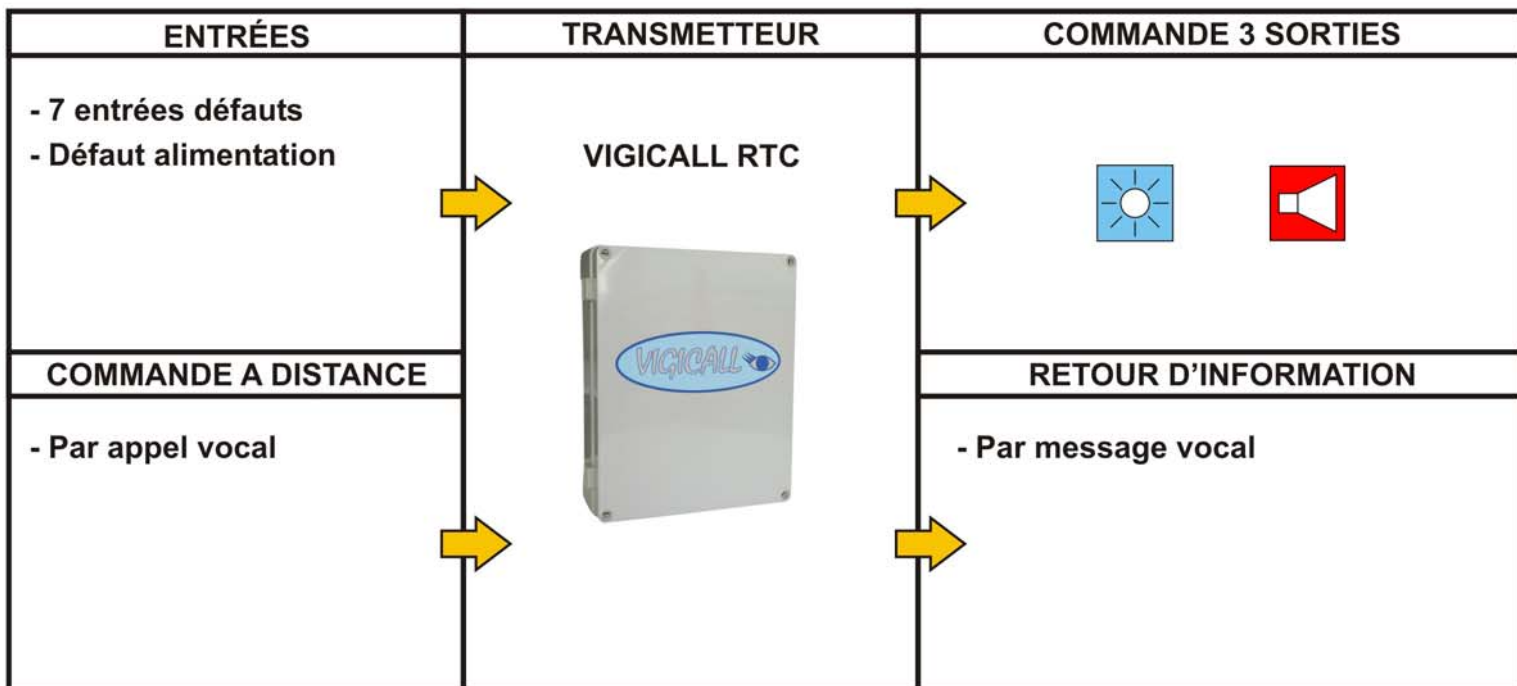 ENTRÉES
- 7 entrées défauts
- Défaut alimentation
COMMANDE A DISTANCE
- Par appel vocal
TRANSMETTEUR
VIGICALL RTC
VIGICALL
COMMANDE 3 SORTIES
RETOUR D'INFORMATION
- Par message vocal